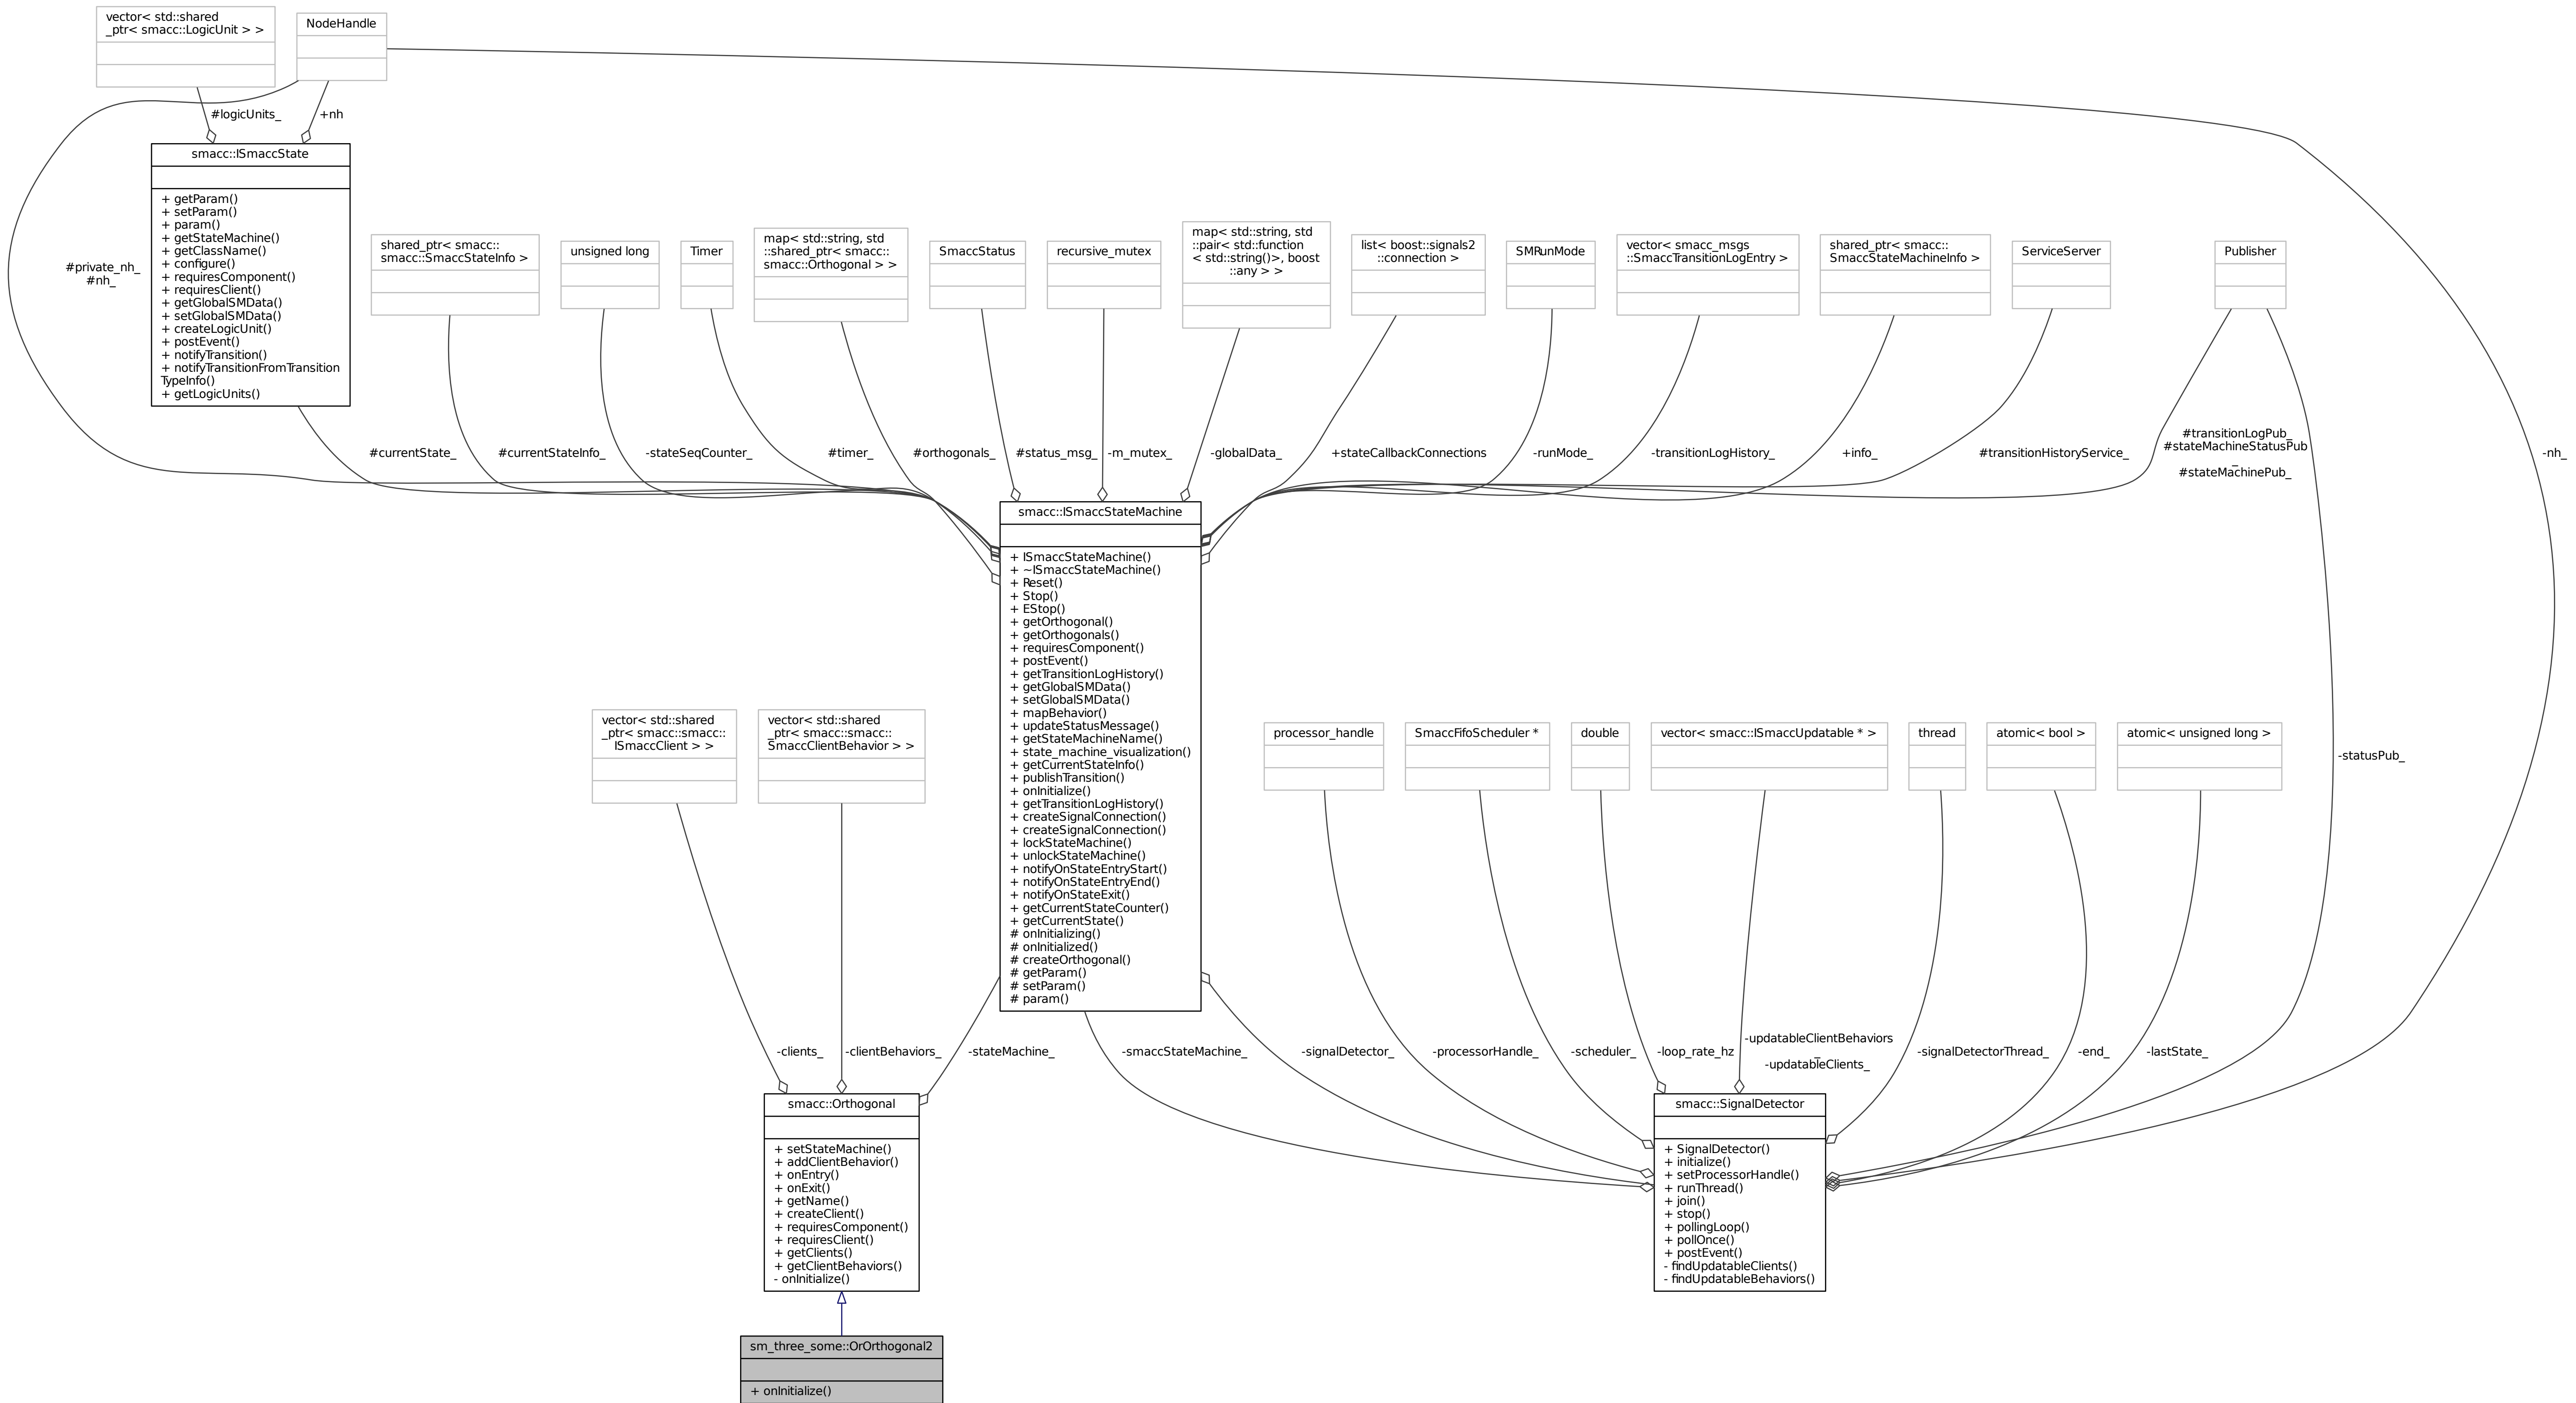 vector< std::shared
_ptr< smacc::LogicUnit > >
NodeHandle
#logicUnits_
+nh
smacc::ISmaccState
+ getParam()
+ setParam()
+ param()
+ getStateMachine()
+ getClassName()
+ configure()
+ requiresComponent()
+ requiresClient()
+ getGlobalSMData()
+ setGlobalSMData()
+ createLogicUnit()
+ postEvent()
+ notifyTransition()
+ notifyTransitionFromTransition
TypeInfo()
+ getLogicUnits()
#private_nh_
#nh_
shared_ptr< smacc::
smacc::SmaccStateInfo >
unsigned long
Timer
map< std::string, std
::shared_ptr< smacc::
smacc::Orthogonal > >
SmaccStatus
recursive_mutex
map< std::string, std
::pair< std::function
< std::string()>, boost
::any > >
list< boost::signals2
::connection >
SMRunMode
vector< smacc_msgs
::SmaccTransitionLogEntry >
shared_ptr< smacc::
SmaccStateMachineInfo >
ServiceServer
Publisher
#currentState_
#currentStateInfo_
-stateSeqCounter_
#timer_
#orthogonals_
#status_msg_
-m_mutex_
-globalData_
+stateCallbackConnections
-runMode_
-transitionLogHistory_
+info_
#transitionHistoryService_
#transitionLogPub_
#stateMachineStatusPub
_
#stateMachinePub_
-nh_
smacc::ISmaccStateMachine
+ ISmaccStateMachine()
+ ~ISmaccStateMachine()
+ Reset()
+ Stop()
+ EStop()
+ getOrthogonal()
+ getOrthogonals()
+ requiresComponent()
+ postEvent()
+ getTransitionLogHistory()
+ getGlobalSMData()
+ setGlobalSMData()
+ mapBehavior()
+ updateStatusMessage()
+ getStateMachineName()
+ state_machine_visualization()
+ getCurrentStateInfo()
+ publishTransition()
+ onInitialize()
+ getTransitionLogHistory()
+ createSignalConnection()
+ createSignalConnection()
+ lockStateMachine()
+ unlockStateMachine()
+ notifyOnStateEntryStart()
+ notifyOnStateEntryEnd()
+ notifyOnStateExit()
+ getCurrentStateCounter()
+ getCurrentState()
# onInitializing()
# onInitialized()
# createOrthogonal()
# getParam()
# setParam()
# param()
vector< std::shared
_ptr< smacc::smacc::
ISmaccClient > >
vector< std::shared
_ptr< smacc::smacc::
SmaccClientBehavior > >
processor_handle
SmaccFifoScheduler *
double
vector< smacc::ISmaccUpdatable * >
thread
atomic< bool >
atomic< unsigned long >
-statusPub_
-clients_
-clientBehaviors_
-stateMachine_
-smaccStateMachine_
-signalDetector_
-processorHandle_
-scheduler_
-loop_rate_hz
-updatableClientBehaviors
_
-updatableClients_
-signalDetectorThread_
-end_
-lastState_
smacc::Orthogonal
+ setStateMachine()
+ addClientBehavior()
+ onEntry()
+ onExit()
+ getName()
+ createClient()
+ requiresComponent()
+ requiresClient()
+ getClients()
+ getClientBehaviors()
- onInitialize()
smacc::SignalDetector
+ SignalDetector()
+ initialize()
+ setProcessorHandle()
+ runThread()
+ join()
+ stop()
+ pollingLoop()
+ pollOnce()
+ postEvent()
- findUpdatableClients()
- findUpdatableBehaviors()
sm_three_some::OrOrthogonal2
+ onInitialize()